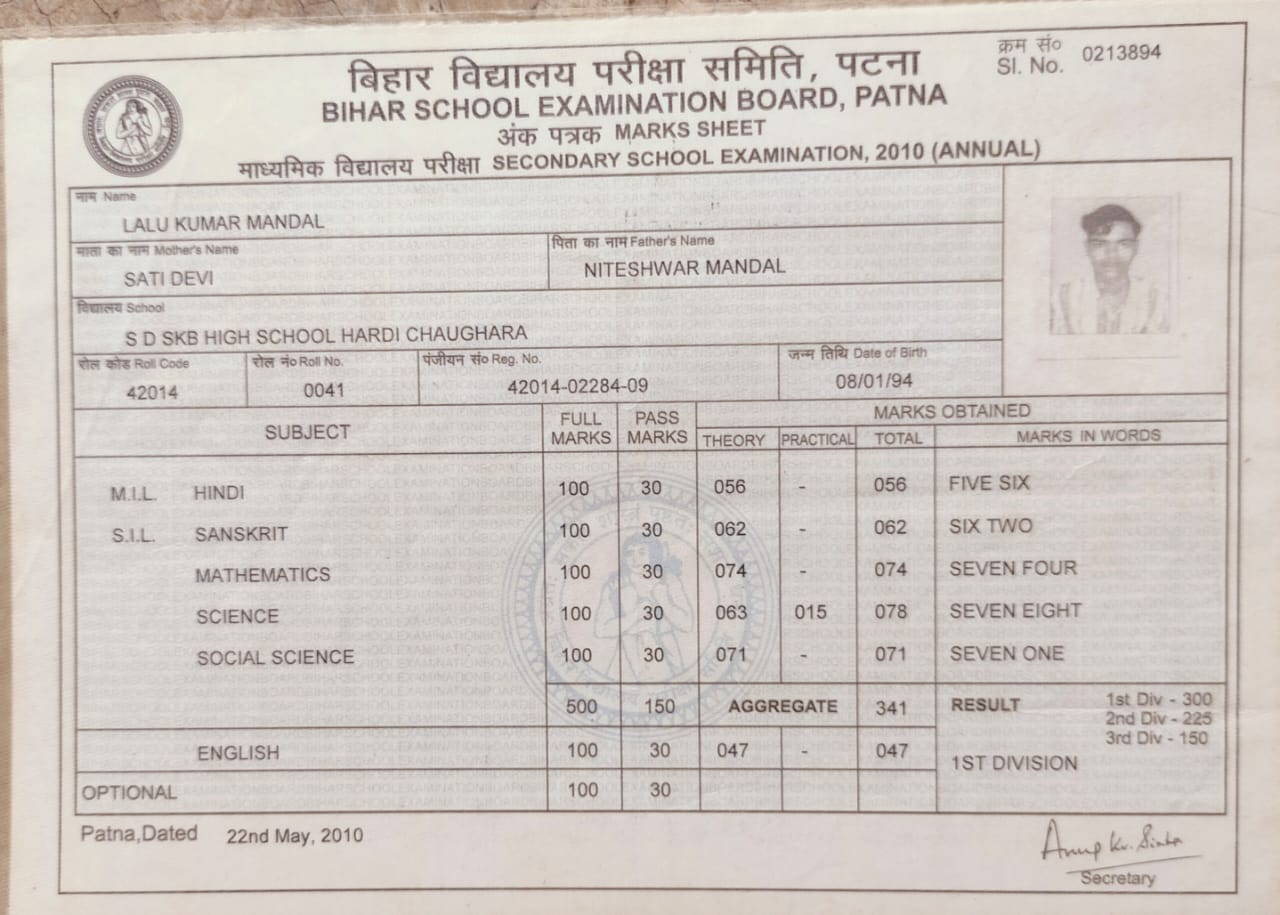 बिहार विद्यालय परीक्षा समिति, पटना
क्रम सं० 0213894
Sl. No.
BIHAR SCHOOL EXAMINATION BOARD, PATNA
अंक पत्रक MARKS SHEET
माध्यमिक विद्यालय परीक्षा SECONDARY SCHOOL EXAMINATION, 2010 (ANNUAL)
नाम Name
LALU KUMAR MANDAL
माता का नाम Mother's Name पिता का नाम Father's Name
SATI DEVI NITESHWAR MANDAL
विद्यालय School
S D SKB HIGH SCHOOL HARDI CHAUGHARA
रोल कोड Roll Code रोल नं० Roll No. पंजीयन सं० Reg. No. जन्म तिथि Date of Birth
42014 0041 42014-02284-09 08/01/94
SUBJECT FULL MARKS PASS MARKS MARKS OBTAINED
THEORY PRACTICAL TOTAL MARKS IN WORDS
M.I.L. HINDI 100 30 056 - 056 FIVE SIX
S.I.L. SANSKRIT 100 30 062 - 062 SIX TWO
MATHEMATICS 100 30 074 - 074 SEVEN FOUR
SCIENCE 100 30 063 015 078 SEVEN EIGHT
SOCIAL SCIENCE 100 30 071 - 071 SEVEN ONE
500 150 AGGREGATE 341 RESULT 1st Div - 300
2nd Div - 225
3rd Div - 150
ENGLISH 100 30 047 - 047 1ST DIVISION
OPTIONAL 100 30
Patna,Dated 22nd May, 2010
Anup Kr. Sinha
Secretary